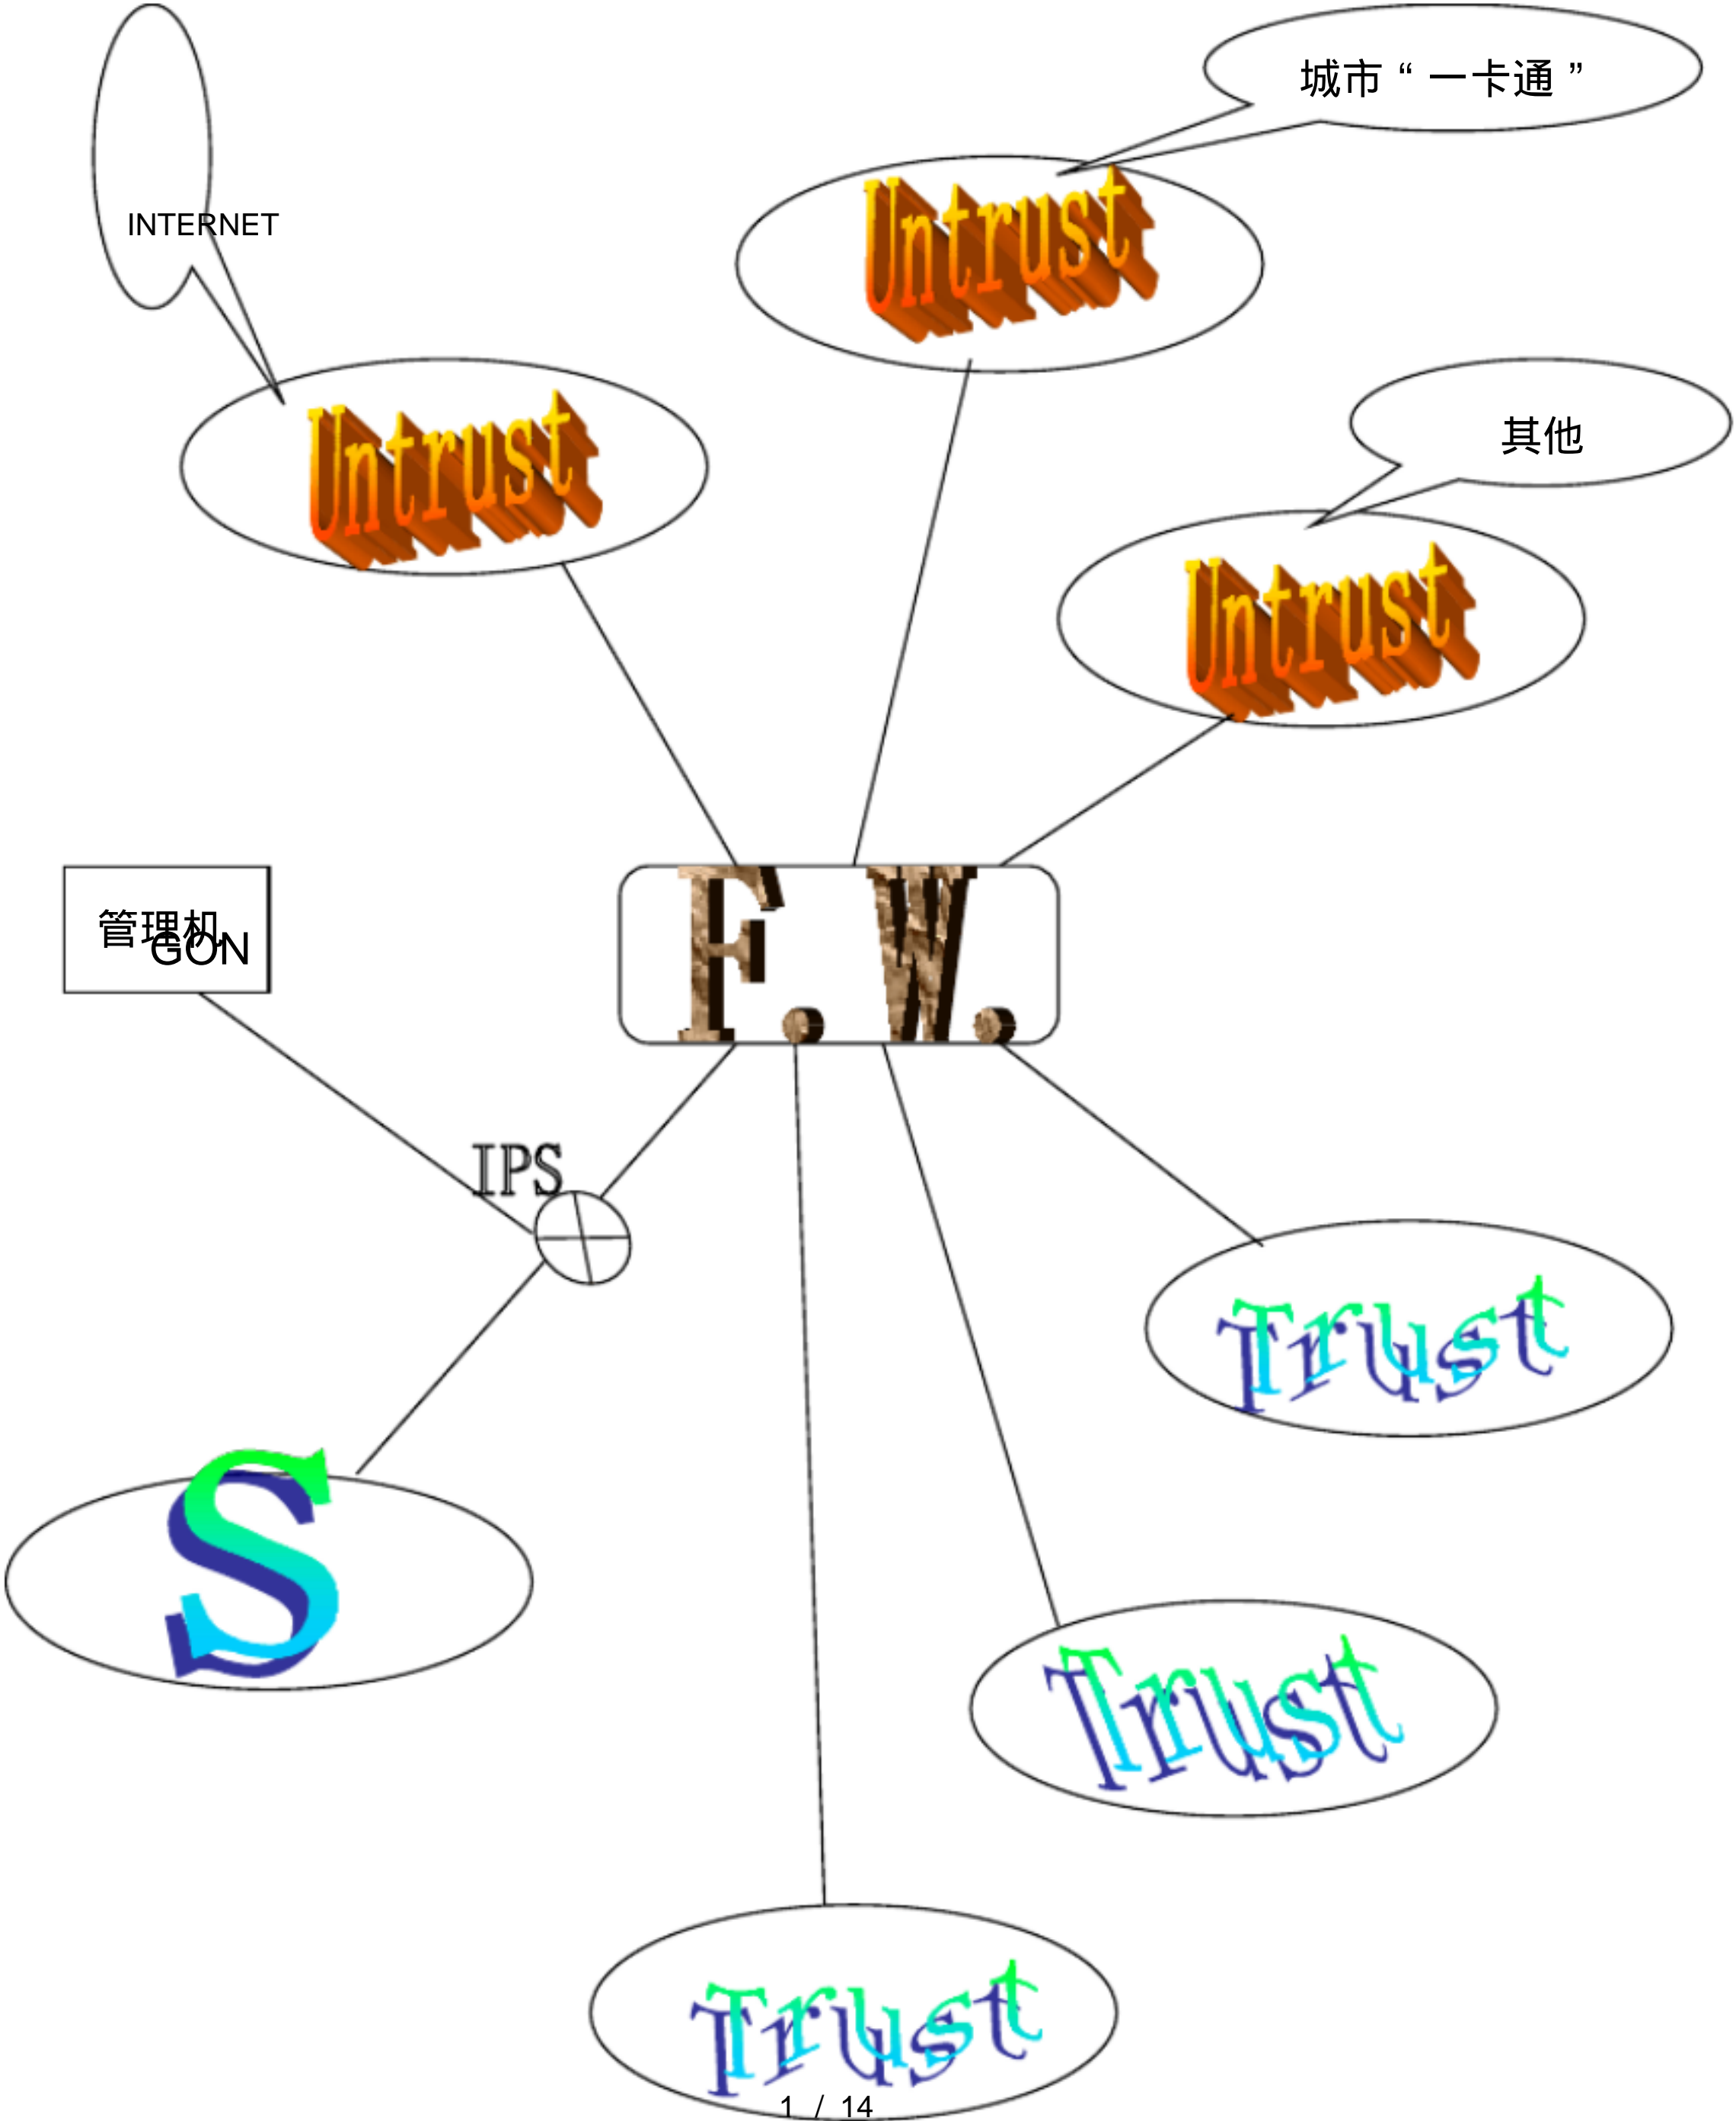 城市“一卡通”
INTERNET
Untrust
其他
Untrust
Untrust
管理机
GON
F.W.
IPS
Trust
S
Trust
Trust
1 / 14